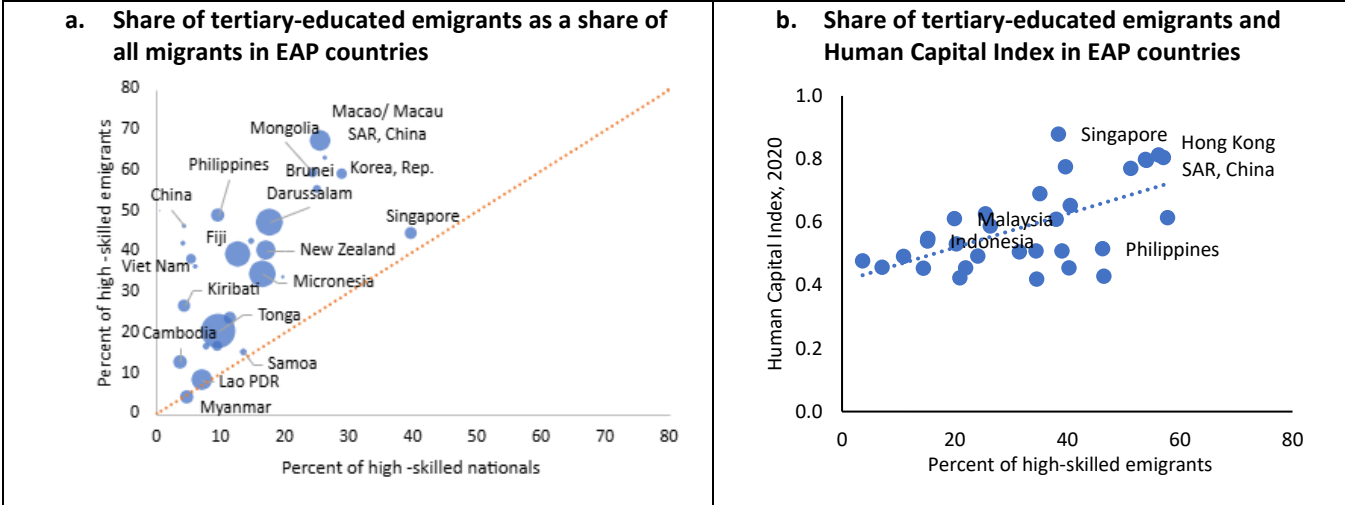 a. Share of tertiary-educated emigrants as a share of
all migrants in EAP countries
Percent of high -skilled emigrants
80
70
60
50
40
30
20
10
0
Macao/ Macau
SAR, China
Mongolia
Philippines
Brunei
Darussalam
Korea, Rep.
China
Singapore
Fiji
New Zealand
Viet Nam
Micronesia
Kiribati
Tonga
Cambodia
Samoa
Lao PDR
Myanmar
0 10 20 30 40 50 60 70 80
Percent of high -skilled nationals
b. Share of tertiary-educated emigrants and
Human Capital Index in EAP countries
Human Capital Index, 2020
1.0
0.8
0.6
0.4
0.2
0.0
Singapore
Hong Kong
SAR, China
Malaysia
Indonesia
Philippines
0 20 40 60 80
Percent of high-skilled emigrants